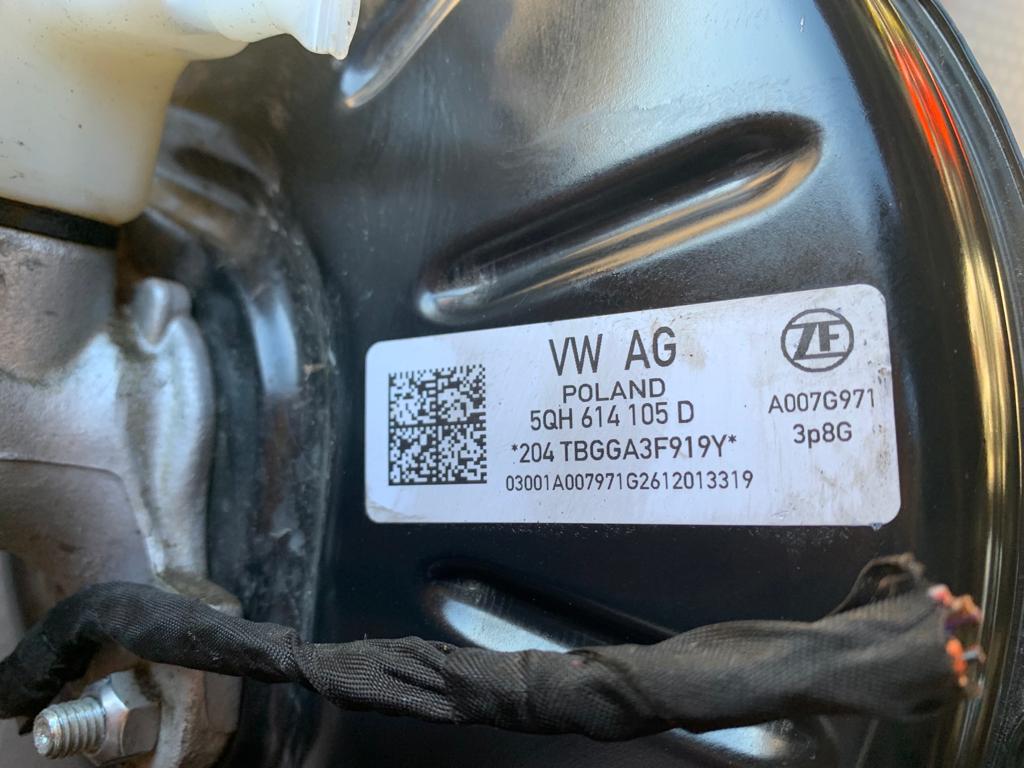 VW AG
POLAND
5QH 614 105 D
*204 TBGGA3F919Y*
03001A007971G2612013319
ZF
A007G971
3p8G